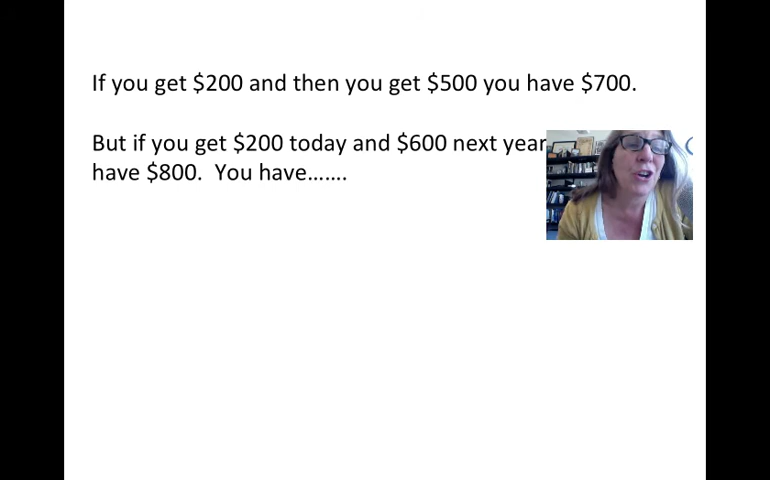 If you get $200 and then you get $500 you have $700.
But if you get $200 today and $600 next year
have $800.  You have…….